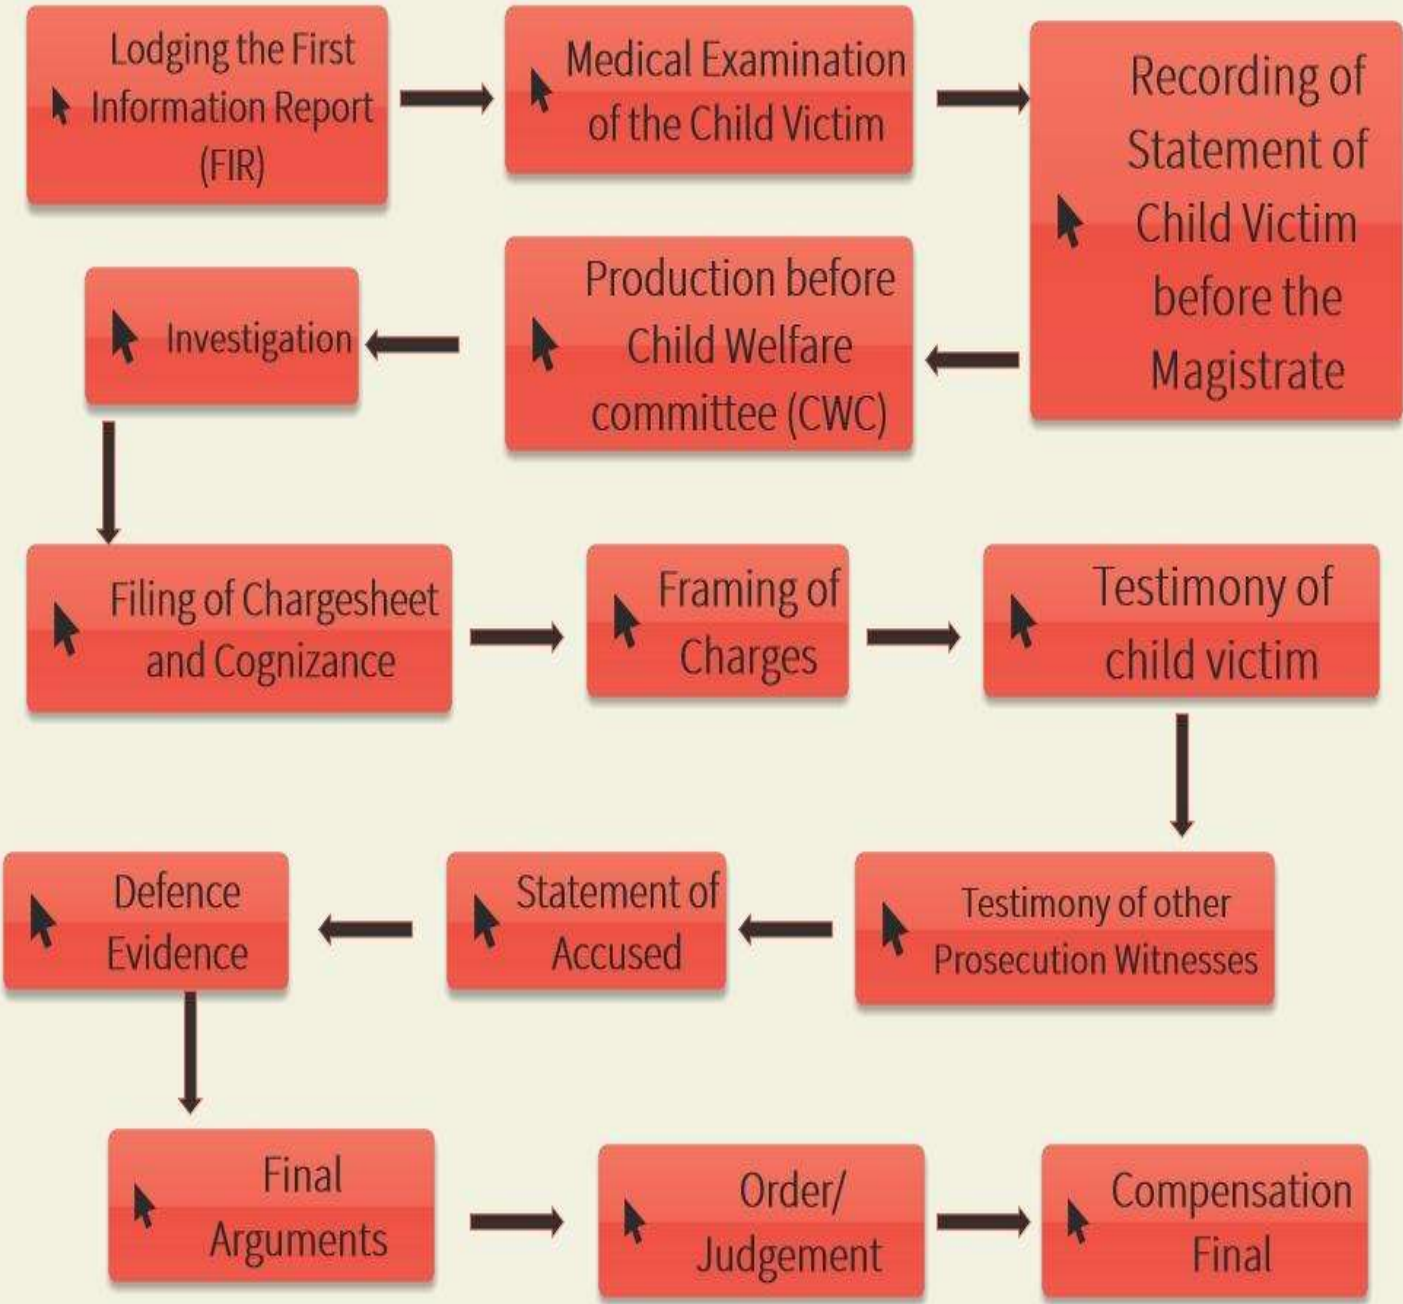 Lodging the First
Information Report
(FIR)
Medical Examination
of the Child Victim
Recording of
Statement of
Child Victim
before the
Magistrate
Production before
Child Welfare
committee (CWC)
Investigation
Filing of Chargesheet
and Cognizance
Framing of
Charges
Testimony of
child victim
Testimony of other
Prosecution Witnesses
Statement of
Accused
Defence
Evidence
Final
Arguments
Order/
Judgement
Compensation
Final